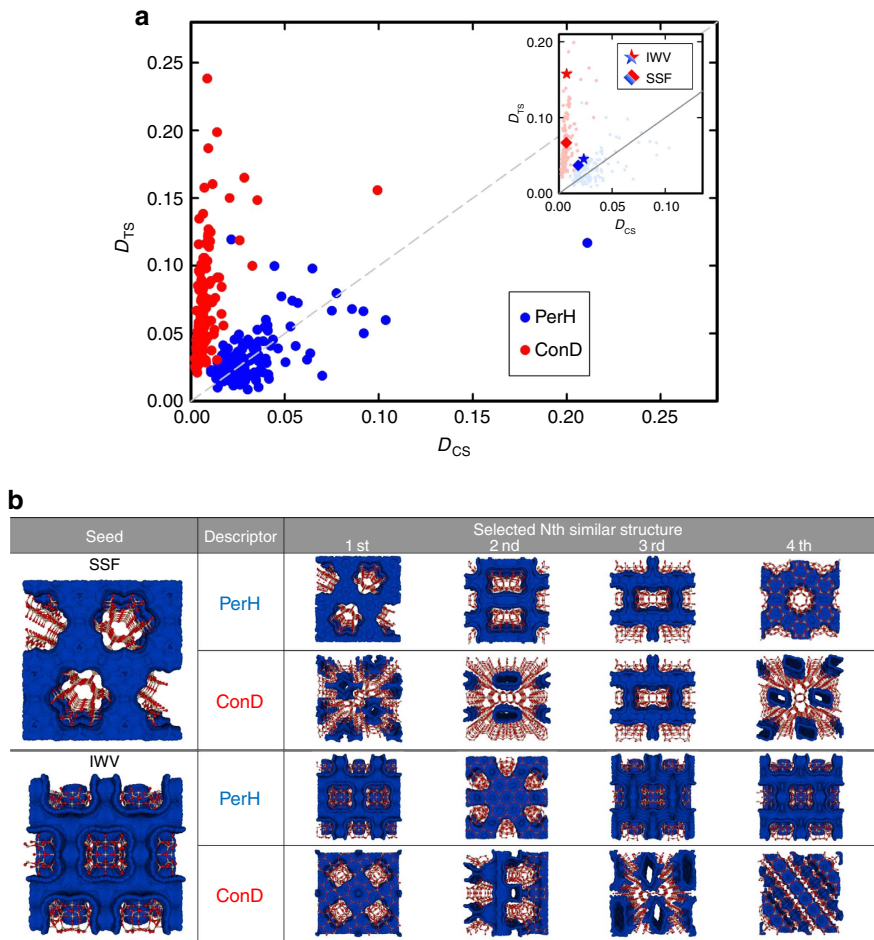 a
0.25
0.20
0.15
0.10
0.05
0.00
D_TS
0.00 0.05 0.10 0.15 0.20 0.25
D_CS
PerH
ConD
0.20
0.10
0.00
D_TS
0.00 0.05 0.10
D_CS
IWV
SSF
b
Seed Descriptor Selected Nth similar structure
1 st 2 nd 3 rd 4 th
SSF
PerH
ConD
IWV
PerH
ConD